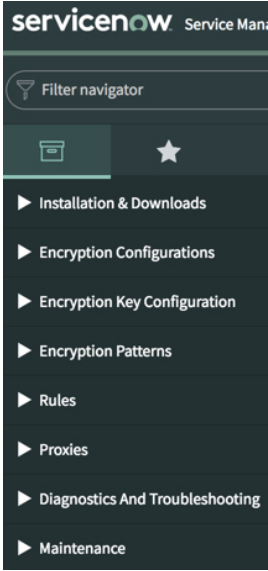 servicenow. Service Mana
Filter navigator
Installation & Downloads
Encryption Configurations
Encryption Key Configuration
Encryption Patterns
Rules
Proxies
Diagnostics And Troubleshooting
Maintenance